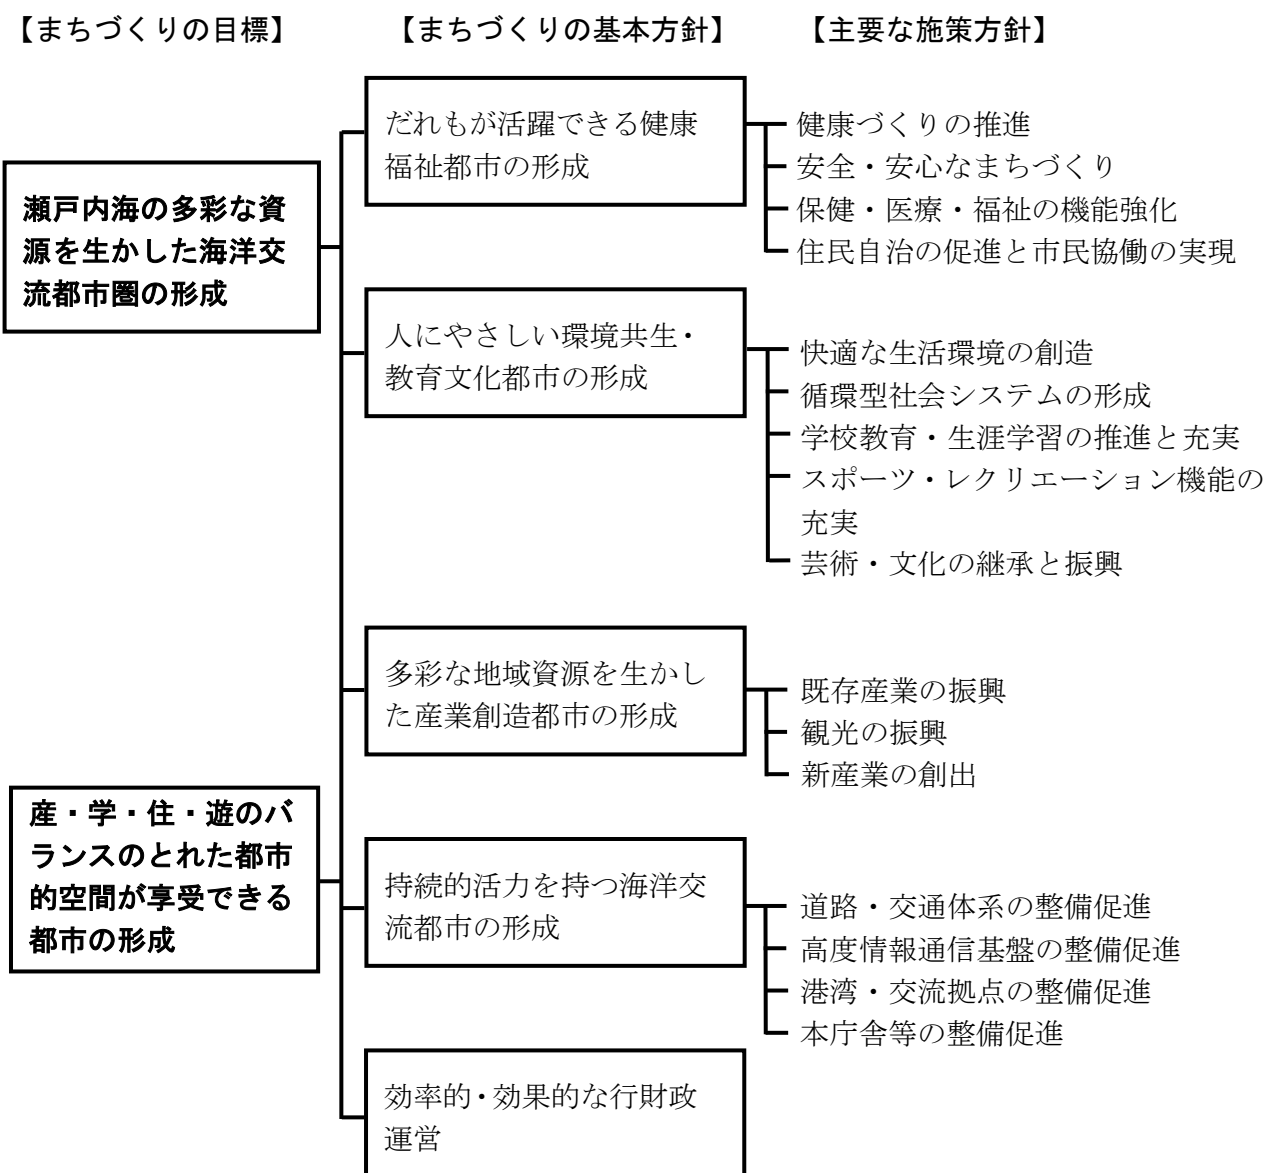 【まちづくりの目標】
【まちづくりの基本方針】
【主要な施策方針】
瀬戸内海の多彩な資
源を生かした海洋交
流都市圏の形成
産・学・住・遊のバ
ランスのとれた都市
的空間が享受できる
都市の形成
だれもが活躍できる健康
福祉都市の形成
健康づくりの推進
安全・安心なまちづくり
保健・医療・福祉の機能強化
住民自治の促進と市民協働の実現
人にやさしい環境共生・
教育文化都市の形成
快適な生活環境の創造
循環型社会システムの形成
学校教育・生涯学習の推進と充実
スポーツ・レクリエーション機能の
充実
芸術・文化の継承と振興
多彩な地域資源を生かし
た産業創造都市の形成
既存産業の振興
観光の振興
新産業の創出
持続的活力を持つ海洋交
流都市の形成
道路・交通体系の整備促進
高度情報通信基盤の整備促進
港湾・交流拠点の整備促進
本庁舎等の整備促進
効率的・効果的な行財政
運営